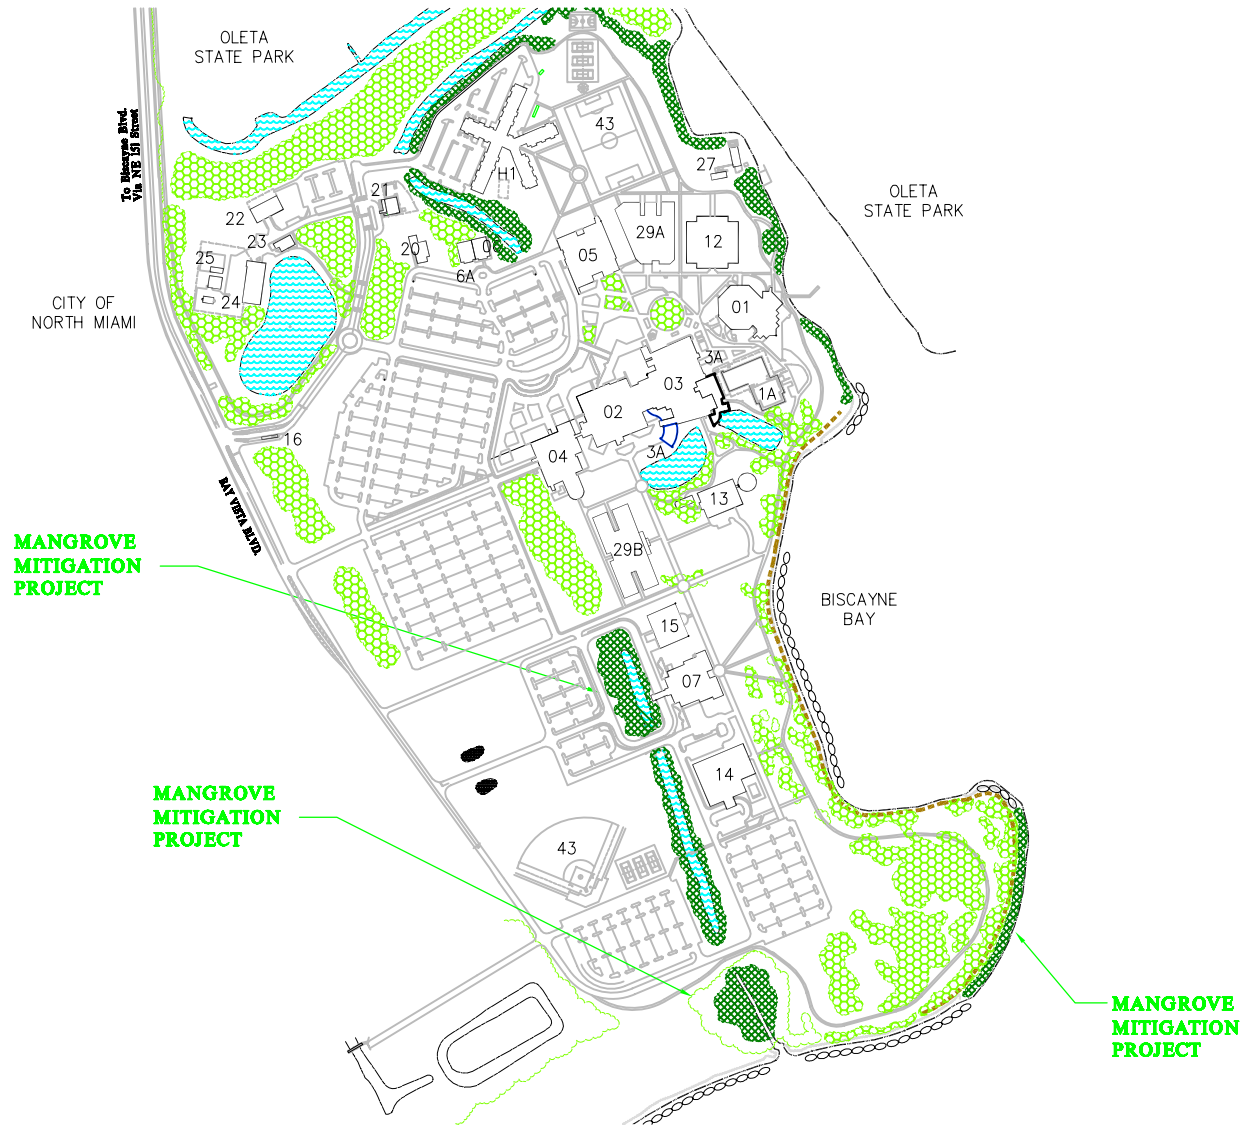 OLETA
STATE PARK
To Biscayne Blvd.
Via NE 151 Street
43
H1
27
OLETA
STATE PARK
21
22
23
20
6A
0
05
29A
12
25
24
CITY OF
NORTH MIAMI
01
3A
03
1A
02
3A
04
16
13
BAY VISTA BLVD.
29B
MANGROVE
MITIGATION
PROJECT
BISCAYNE
BAY
15
07
14
MANGROVE
MITIGATION
PROJECT
43
MANGROVE
MITIGATION
PROJECT